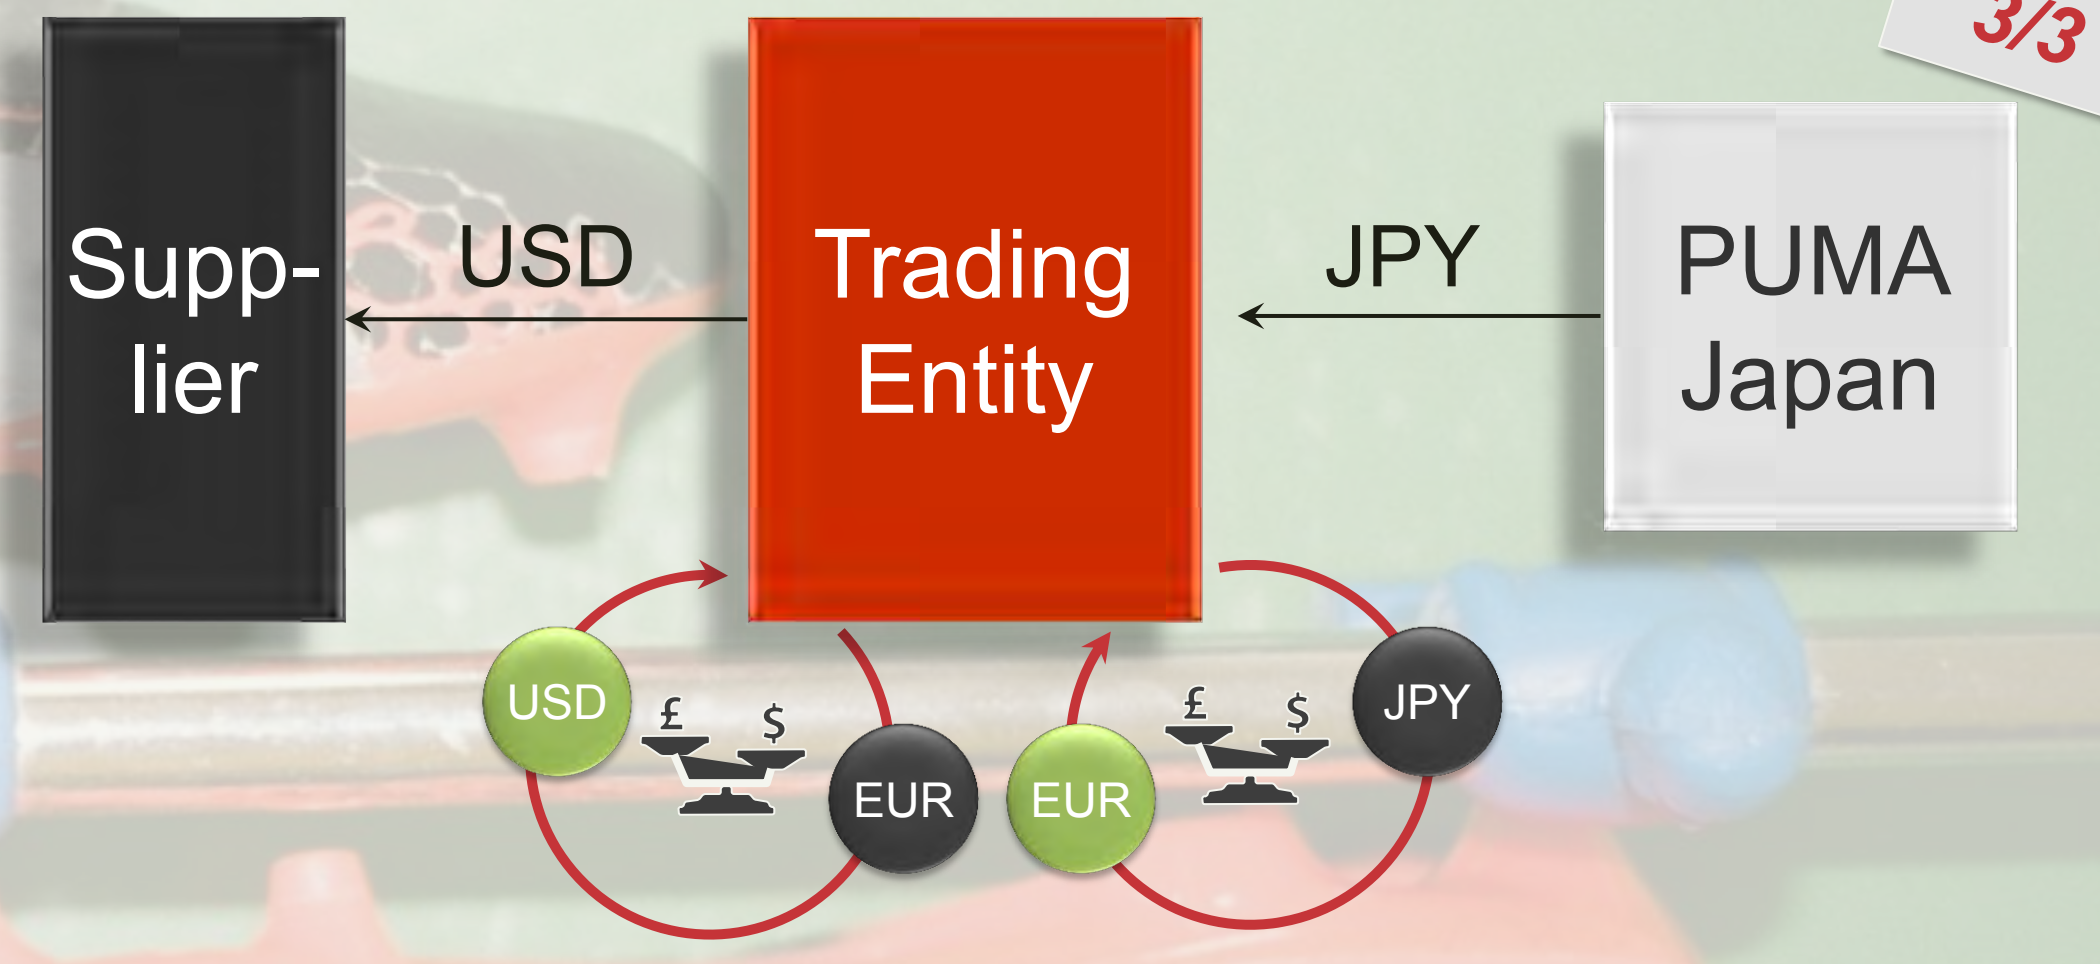 3/3
Supp-
lier
USD
Trading
Entity
JPY
PUMA
Japan
USD
£ $
EUR
EUR
£ $
JPY